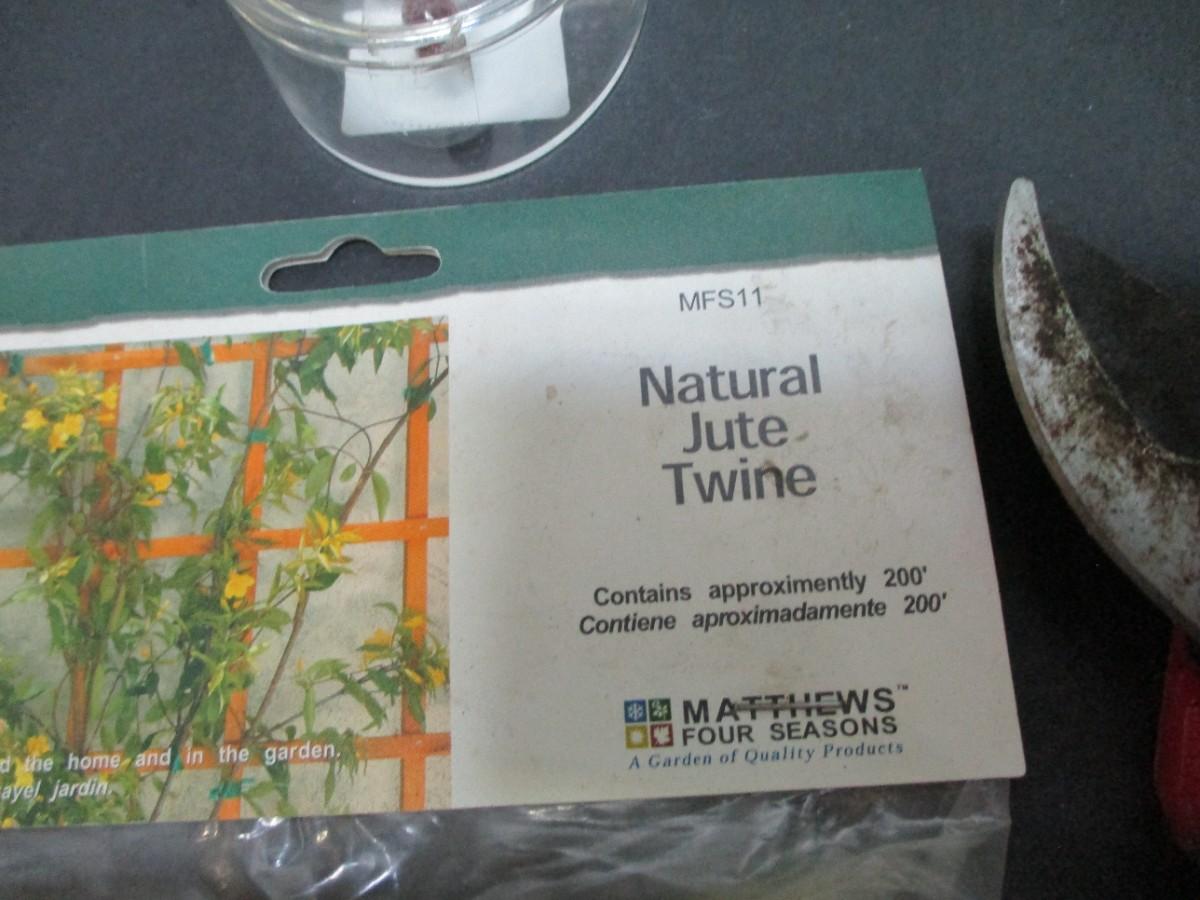 MFS11
Natural
Jute
Twine
Contains approximently 200'
Contiene aproximadamente 200'
MATTHEWS™
FOUR SEASONS
A Garden of Quality Products
the home and in the garden.
jardin.